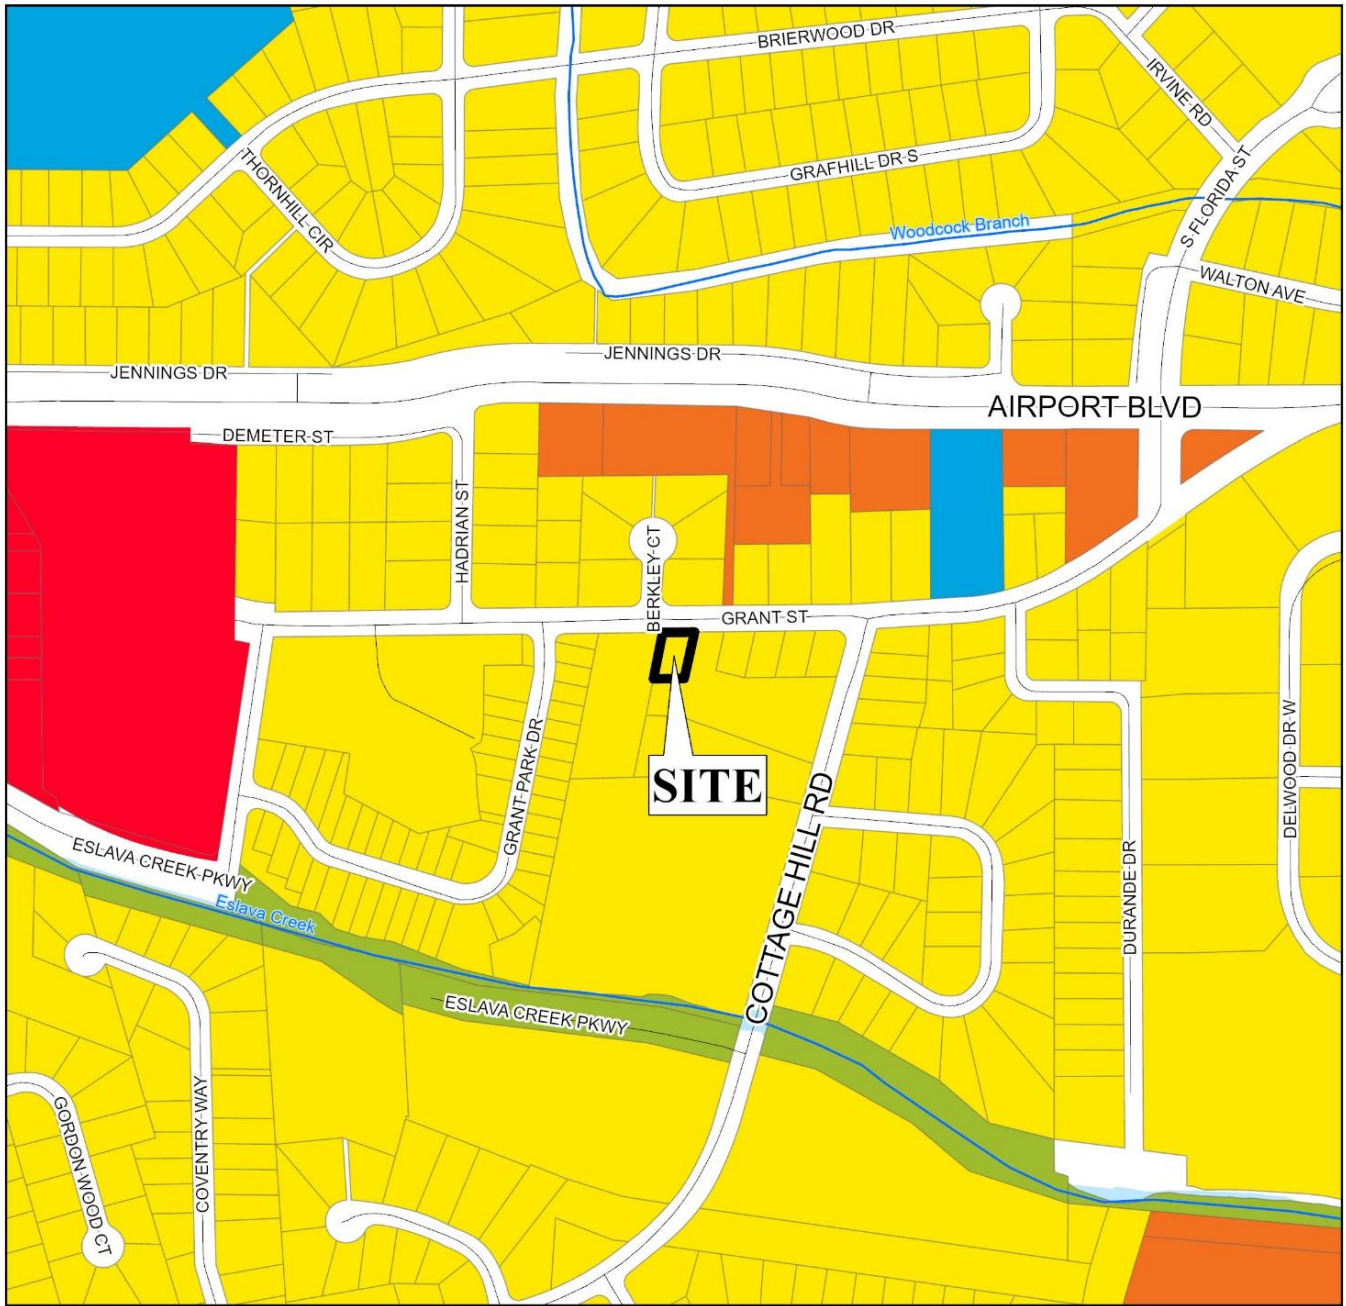 BRIERWOOD DR
IRVINE RD
THORNHILL CIR
GRAFHILL DR S
S FLORIDA ST
Woodcock Branch
WALTON AVE
JENNINGS DR
JENNINGS DR
AIRPORT BLVD
DEMETER ST
HADRIAN ST
BERKLEY CT
GRANT ST
GRANT PARK DR
SITE
COTTAGE HILL RD
DELWOOD DR W
DURANDE DR
ESLAVA CREEK PKWY
Eslava Creek
ESLAVA CREEK PKWY
GORDON WOOD CT
COVENTRY WAY